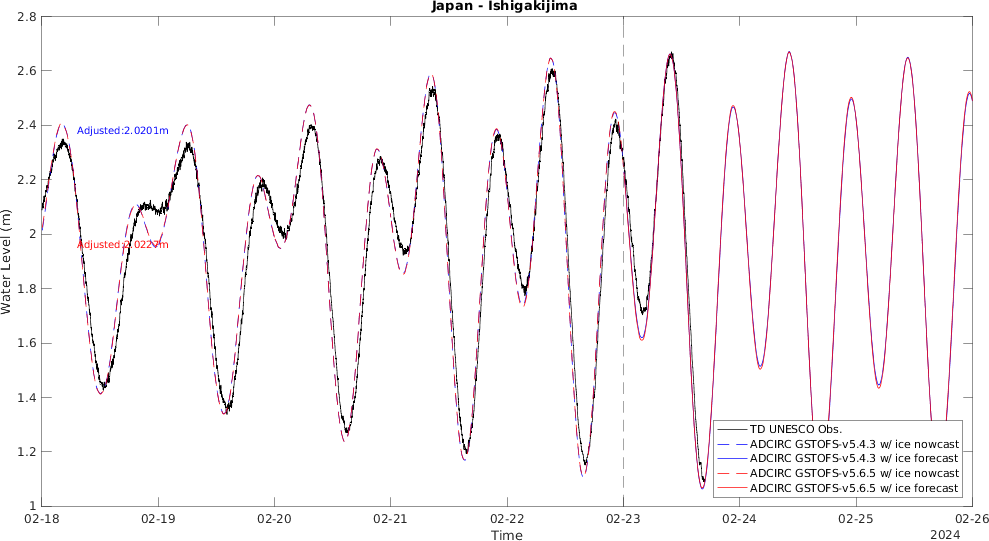 Japan - Ishigakijima
2.8
2.6
2.4
2.2
2
1.8
1.6
1.4
1.2
1
Water Level (m)
Adjusted:2.0201m
Adjusted:2.0227m
TD UNESCO Obs.
ADCIRC GSTOFS-v5.4.3 w/ ice nowcast
ADCIRC GSTOFS-v5.4.3 w/ ice forecast
ADCIRC GSTOFS-v5.6.5 w/ ice nowcast
ADCIRC GSTOFS-v5.6.5 w/ ice forecast
02-18 02-19 02-20 02-21 02-22 02-23 02-24 02-25 02-26
Time
2024